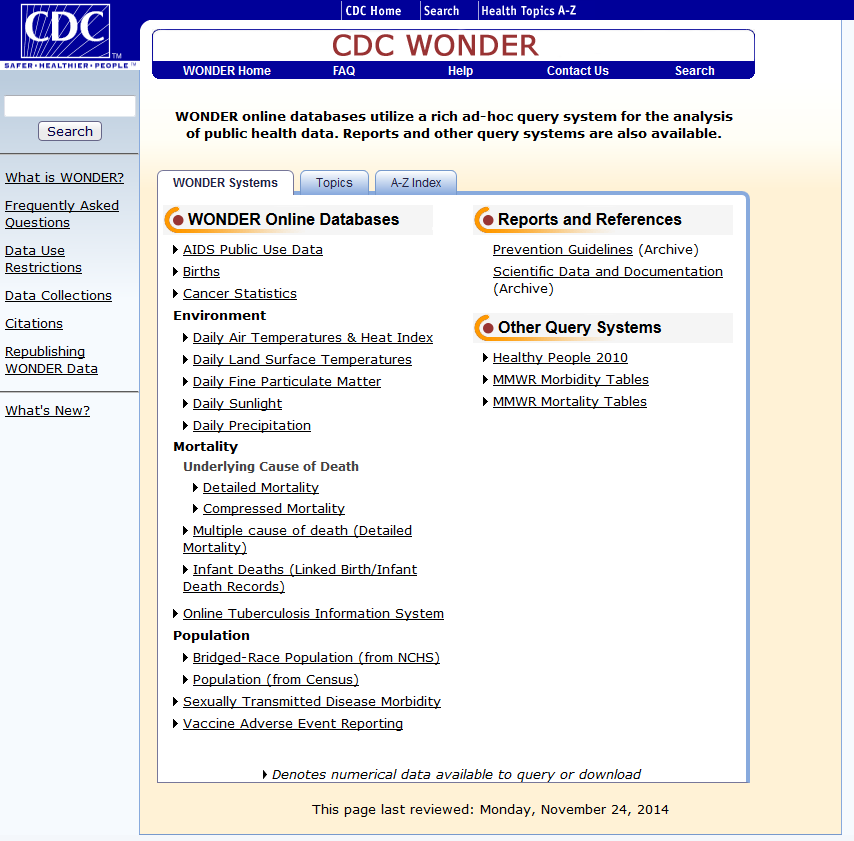 CDC Home
Search
Health Topics A-Z
CDC
TM
SAFER•HEALTHIER•PEOPLE™
CDC WONDER
WONDER Home
FAQ
Help
Contact Us
Search
Search
What is WONDER?
Frequently Asked
Questions
Data Use
Restrictions
Data Collections
Citations
Republishing
WONDER Data
What's New?
WONDER online databases utilize a rich ad-hoc query system for the analysis
of public health data. Reports and other query systems are also available.
WONDER Systems
Topics
A-Z Index
WONDER Online Databases
AIDS Public Use Data
Births
Cancer Statistics
Environment
Daily Air Temperatures & Heat Index
Daily Land Surface Temperatures
Daily Fine Particulate Matter
Daily Sunlight
Daily Precipitation
Mortality
Underlying Cause of Death
Detailed Mortality
Compressed Mortality
Multiple cause of death (Detailed
Mortality)
Infant Deaths (Linked Birth/Infant
Death Records)
Online Tuberculosis Information System
Population
Bridged-Race Population (from NCHS)
Population (from Census)
Sexually Transmitted Disease Morbidity
Vaccine Adverse Event Reporting
Reports and References
Prevention Guidelines (Archive)
Scientific Data and Documentation
(Archive)
Other Query Systems
Healthy People 2010
MMWR Morbidity Tables
MMWR Mortality Tables
Denotes numerical data available to query or download
This page last reviewed: Monday, November 24, 2014